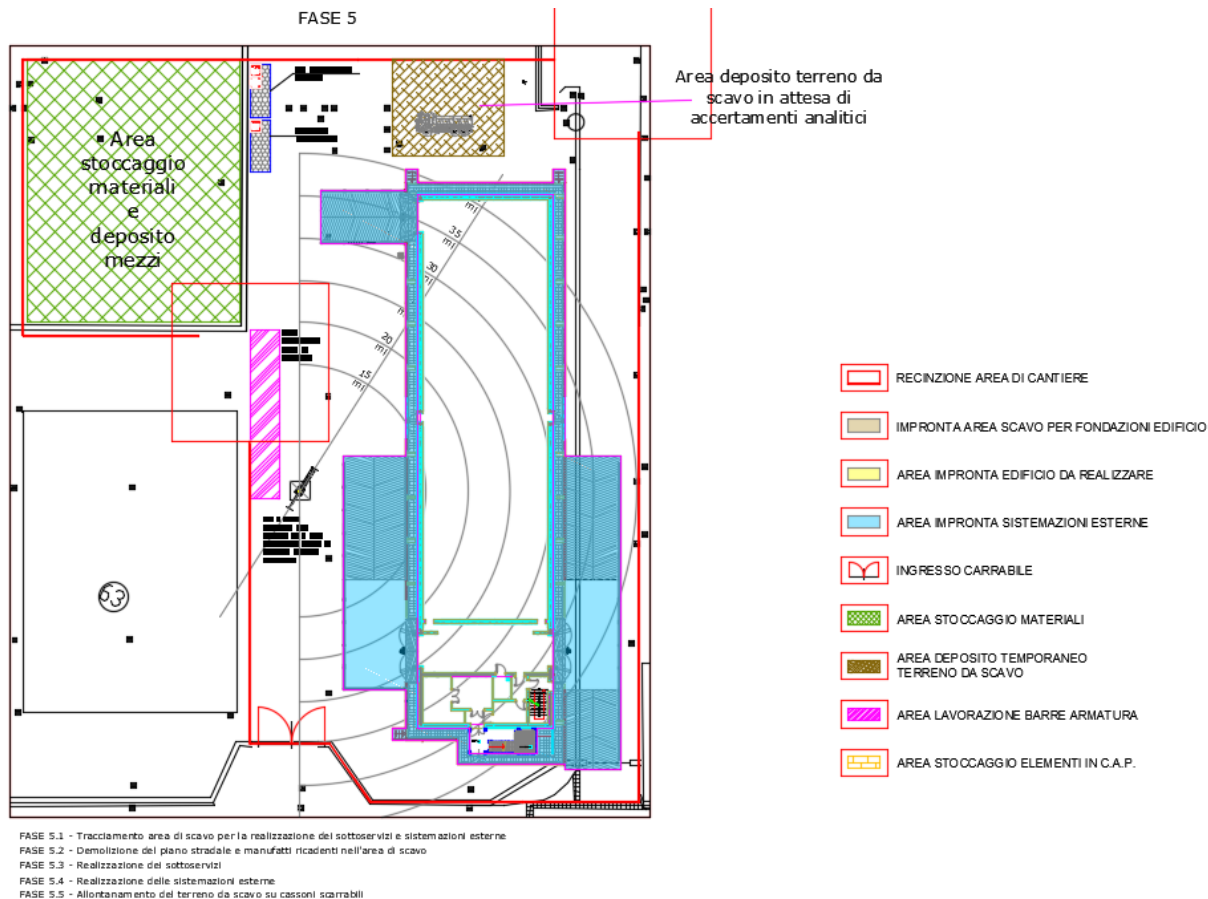 FASE 5
Area deposito terreno da
scavo in attesa di
accertamenti analitici
Area
stoccaggio
materiali
e
deposito
mezzi
35
ml
30
20
ml
15
ml
63
RECINZIONE AREA DI CANTIERE
IMPRONTA AREA SCAVO PER FONDAZIONI EDIFICIO
AREA IMPRONTA EDIFICIO DA REALIZZARE
AREA IMPRONTA SISTEMAZIONI ESTERNE
INGRESSO CARRABILE
AREA STOCCAGGIO MATERIALI
AREA DEPOSITO TEMPORANEO
TERRENO DA SCAVO
AREA LAVORAZIONE BARRE ARMATURA
AREA STOCCAGGIO ELEMENTI IN C.A.P.
FASE 5.1 - Tracciamento area di scavo per la realizzazione dei sottoservizi e sistemazioni esterne
FASE 5.2 - Demolizione del piano stradale e manufatti ricadenti nell'area di scavo
FASE 5.3 - Realizzazione dei sottoservizi
FASE 5.4 - Realizzazione delle sistemazioni esterne
FASE 5.5 - Allontanamento del terreno da scavo su cassoni scarrabili